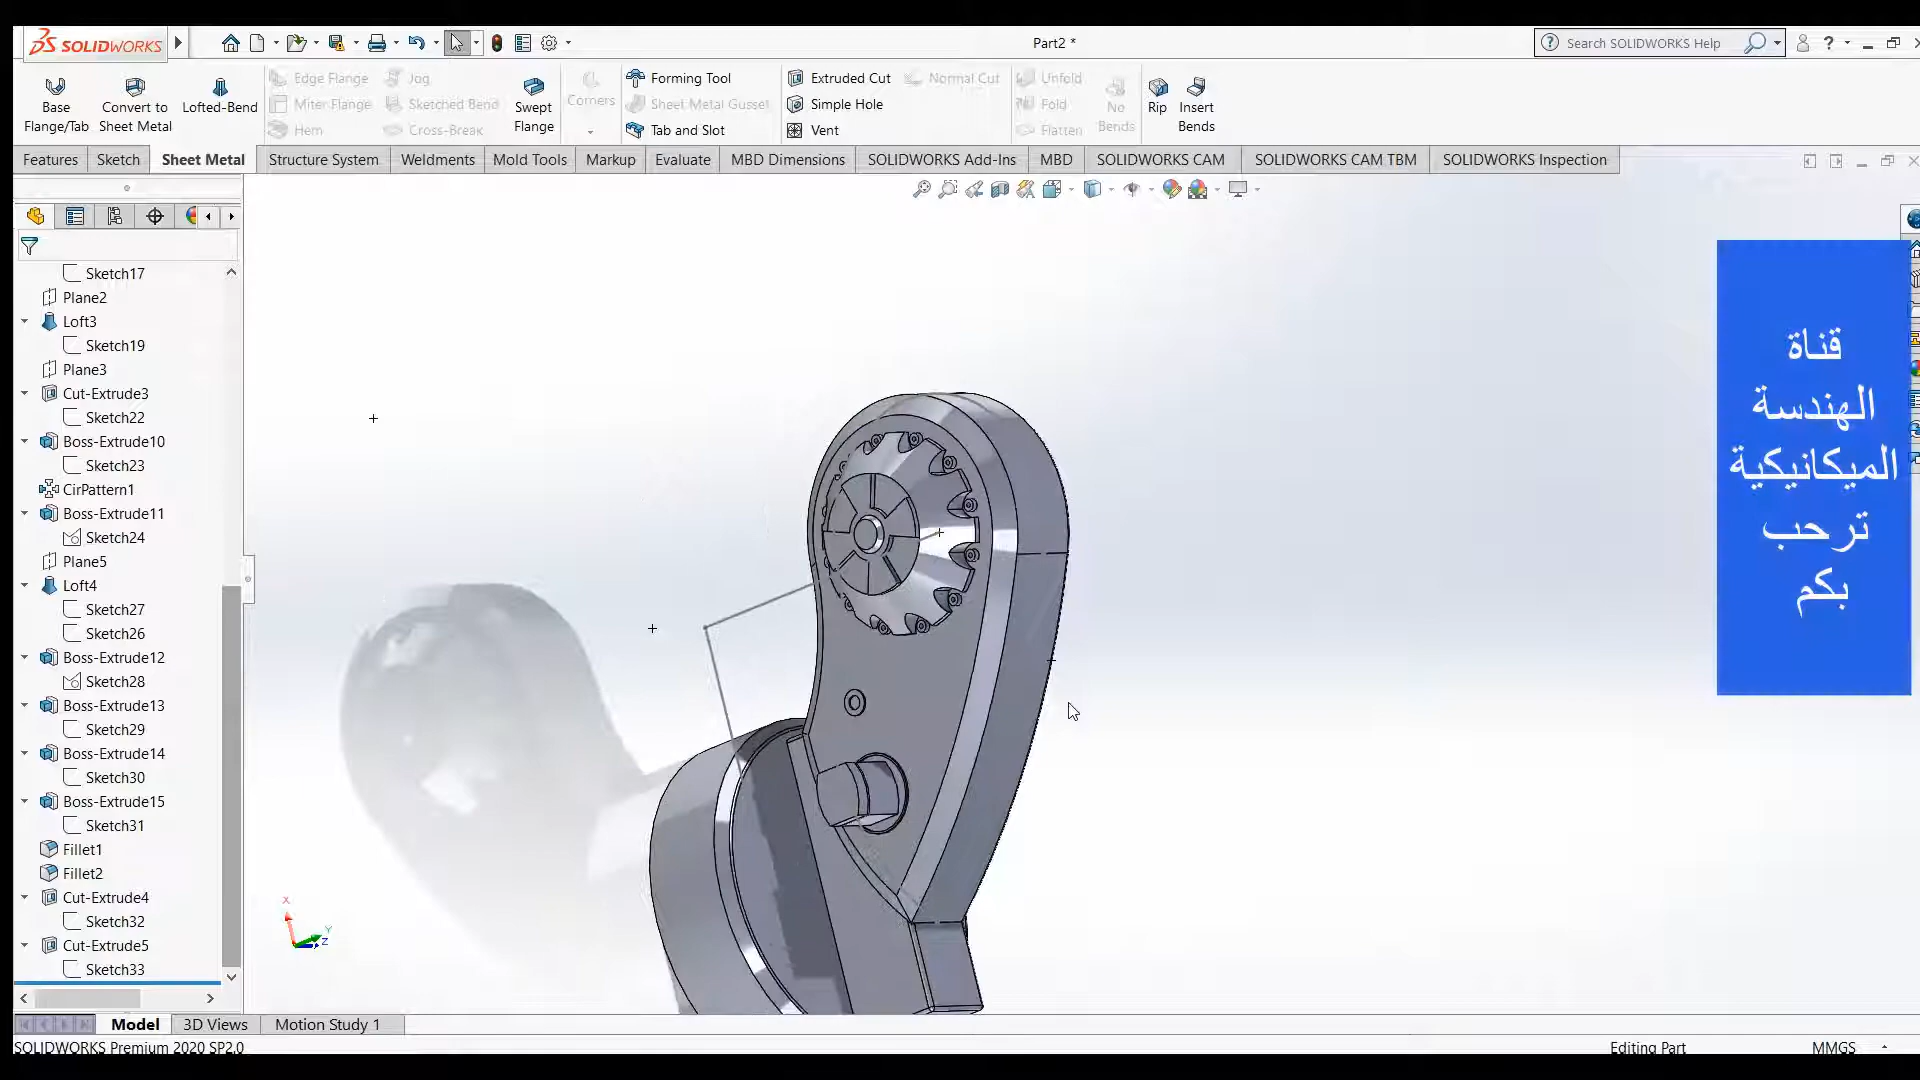 SOLIDWORKS
Part2 *
Search SOLIDWORKS Help
Base Flange/Tab
Convert to Sheet Metal
Lofted-Bend
Edge Flange
Miter Flange
Hem
Jog
Sketched Bend
Cross-Break
Swept Flange
Corners
Forming Tool
Sheet Metal Gusset
Tab and Slot
Extruded Cut
Simple Hole
Vent
Normal Cut
Unfold
Fold
Flatten
No Bends
Rip
Insert Bends
Features
Sketch
Sheet Metal
Structure System
Weldments
Mold Tools
Markup
Evaluate
MBD Dimensions
SOLIDWORKS Add-Ins
MBD
SOLIDWORKS CAM
SOLIDWORKS CAM TBM
SOLIDWORKS Inspection
Sketch17
Plane2
Loft3
Sketch19
Plane3
Cut-Extrude3
Sketch22
Boss-Extrude10
Sketch23
CirPattern1
Boss-Extrude11
Sketch24
Plane5
Loft4
Sketch27
Sketch26
Boss-Extrude12
Sketch28
Boss-Extrude13
Sketch29
Boss-Extrude14
Sketch30
Boss-Extrude15
Sketch31
Fillet1
Fillet2
Cut-Extrude4
Sketch32
Cut-Extrude5
Sketch33
قناة
الهندسة
الميكانيكية
ترحب
بكم
X
Y
Z
Model
3D Views
Motion Study 1
SOLIDWORKS Premium 2020 SP2.0
Editing Part
MMGS